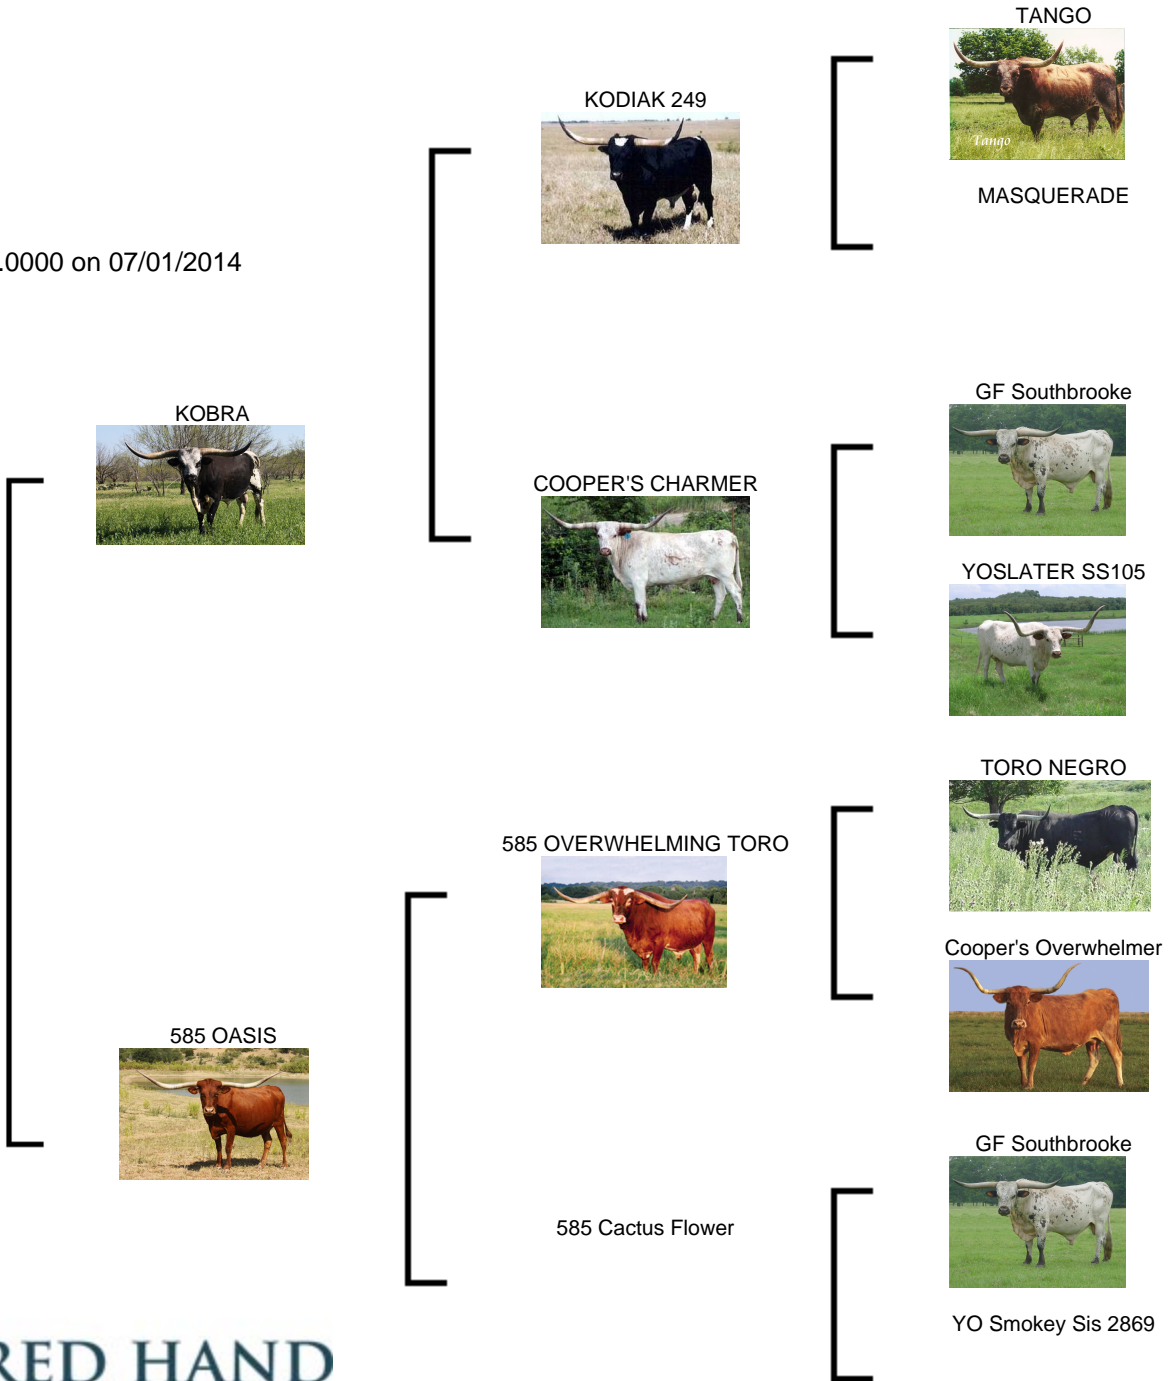 TANGO
KODIAK 249
Tango
MASQUERADE
.0000 on 07/01/2014
GF Southbrooke
KOBRA
COOPER'S CHARMER
YOSLATER SS105
TORO NEGRO
585 OVERWHELMING TORO
Cooper's Overwhelmer
585 OASIS
GF Southbrooke
585 Cactus Flower
YO Smokey Sis 2869
RED HAND